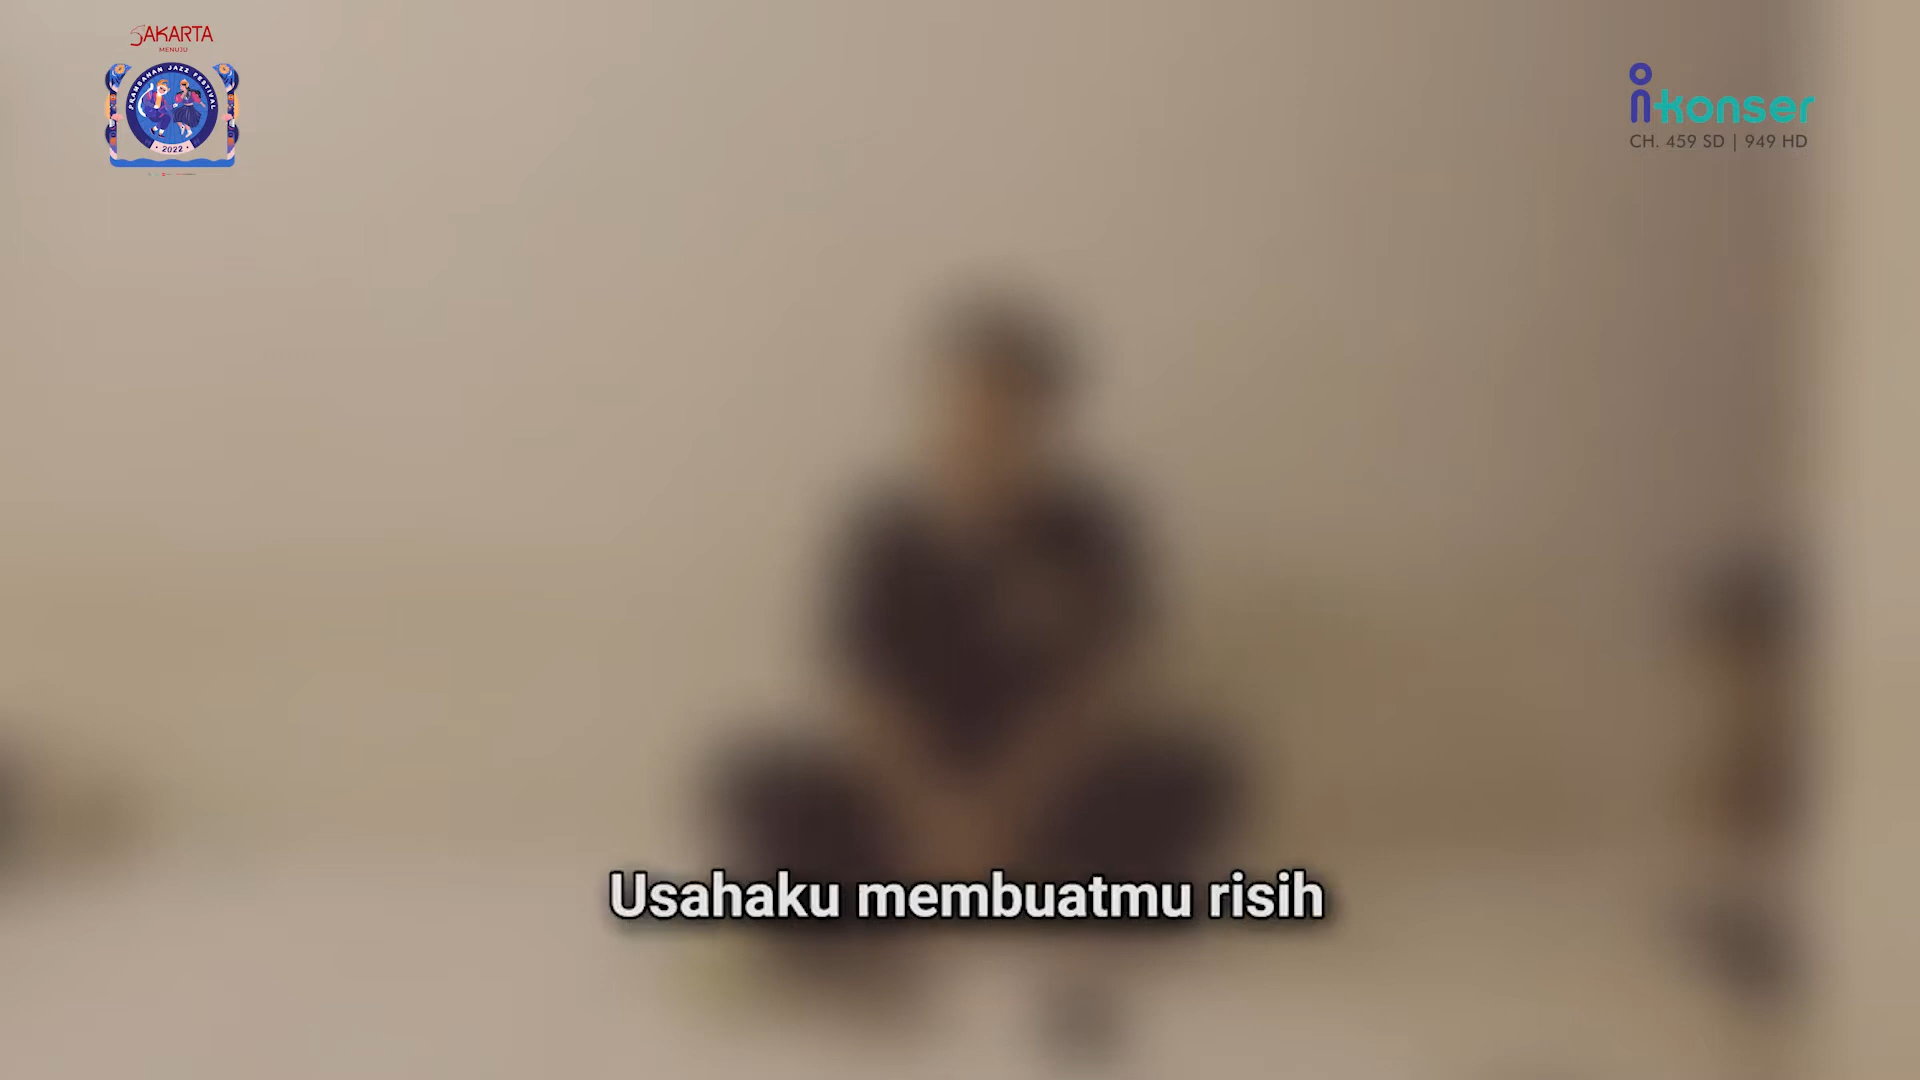 JAKARTA
MENUJU
PRAMBANAN JAZZ FESTIVAL
• 2022 •
i-konser
CH. 459 SD | 949 HD
Usahaku membuatmu risih